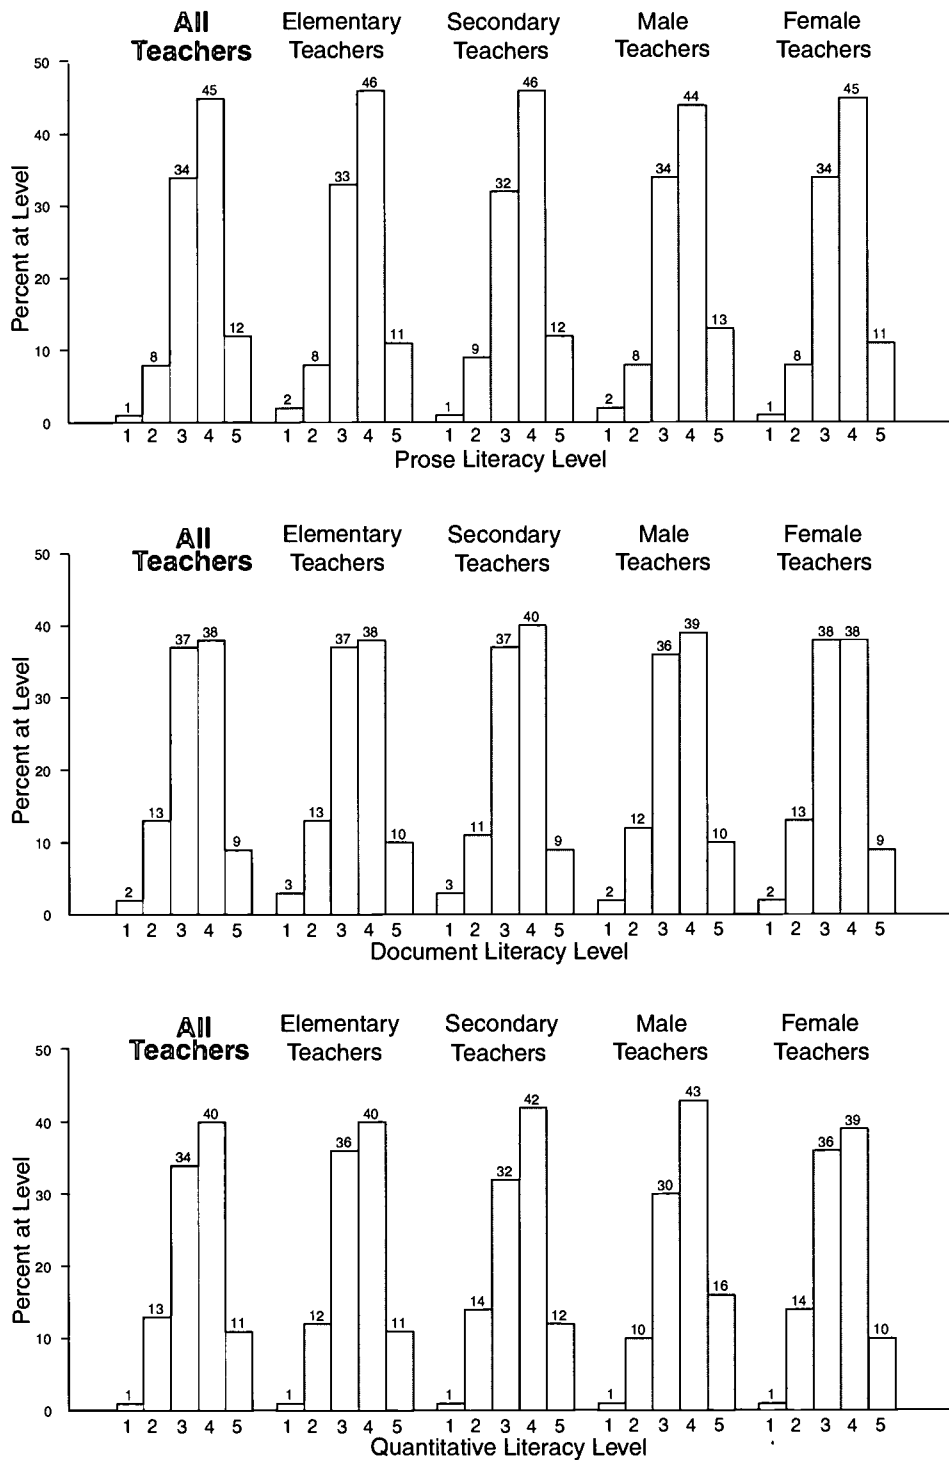 All Elementary Secondary Male Female
Teachers Teachers Teachers Teachers Teachers
Percent at Level
50
40
30
20
10
0
1 8 34 45 12
2 8 33 46 11
1 9 32 46 12
2 8 34 44 13
1 8 34 45 11
1 2 3 4 5 1 2 3 4 5 1 2 3 4 5 1 2 3 4 5 1 2 3 4 5
Prose Literacy Level
All Elementary Secondary Male Female
Teachers Teachers Teachers Teachers Teachers
Percent at Level
50
40
30
20
10
0
2 13 37 38 9
3 13 37 38 10
3 11 37 40 9
2 12 36 39 10
2 13 38 38 9
1 2 3 4 5 1 2 3 4 5 1 2 3 4 5 1 2 3 4 5 1 2 3 4 5
Document Literacy Level
All Elementary Secondary Male Female
Teachers Teachers Teachers Teachers Teachers
Percent at Level
50
40
30
20
10
0
1 13 34 40 11
1 12 36 40 11
1 14 32 42 12
1 10 30 43 16
1 14 36 39 10
1 2 3 4 5 1 2 3 4 5 1 2 3 4 5 1 2 3 4 5 1 2 3 4 5
Quantitative Literacy Level